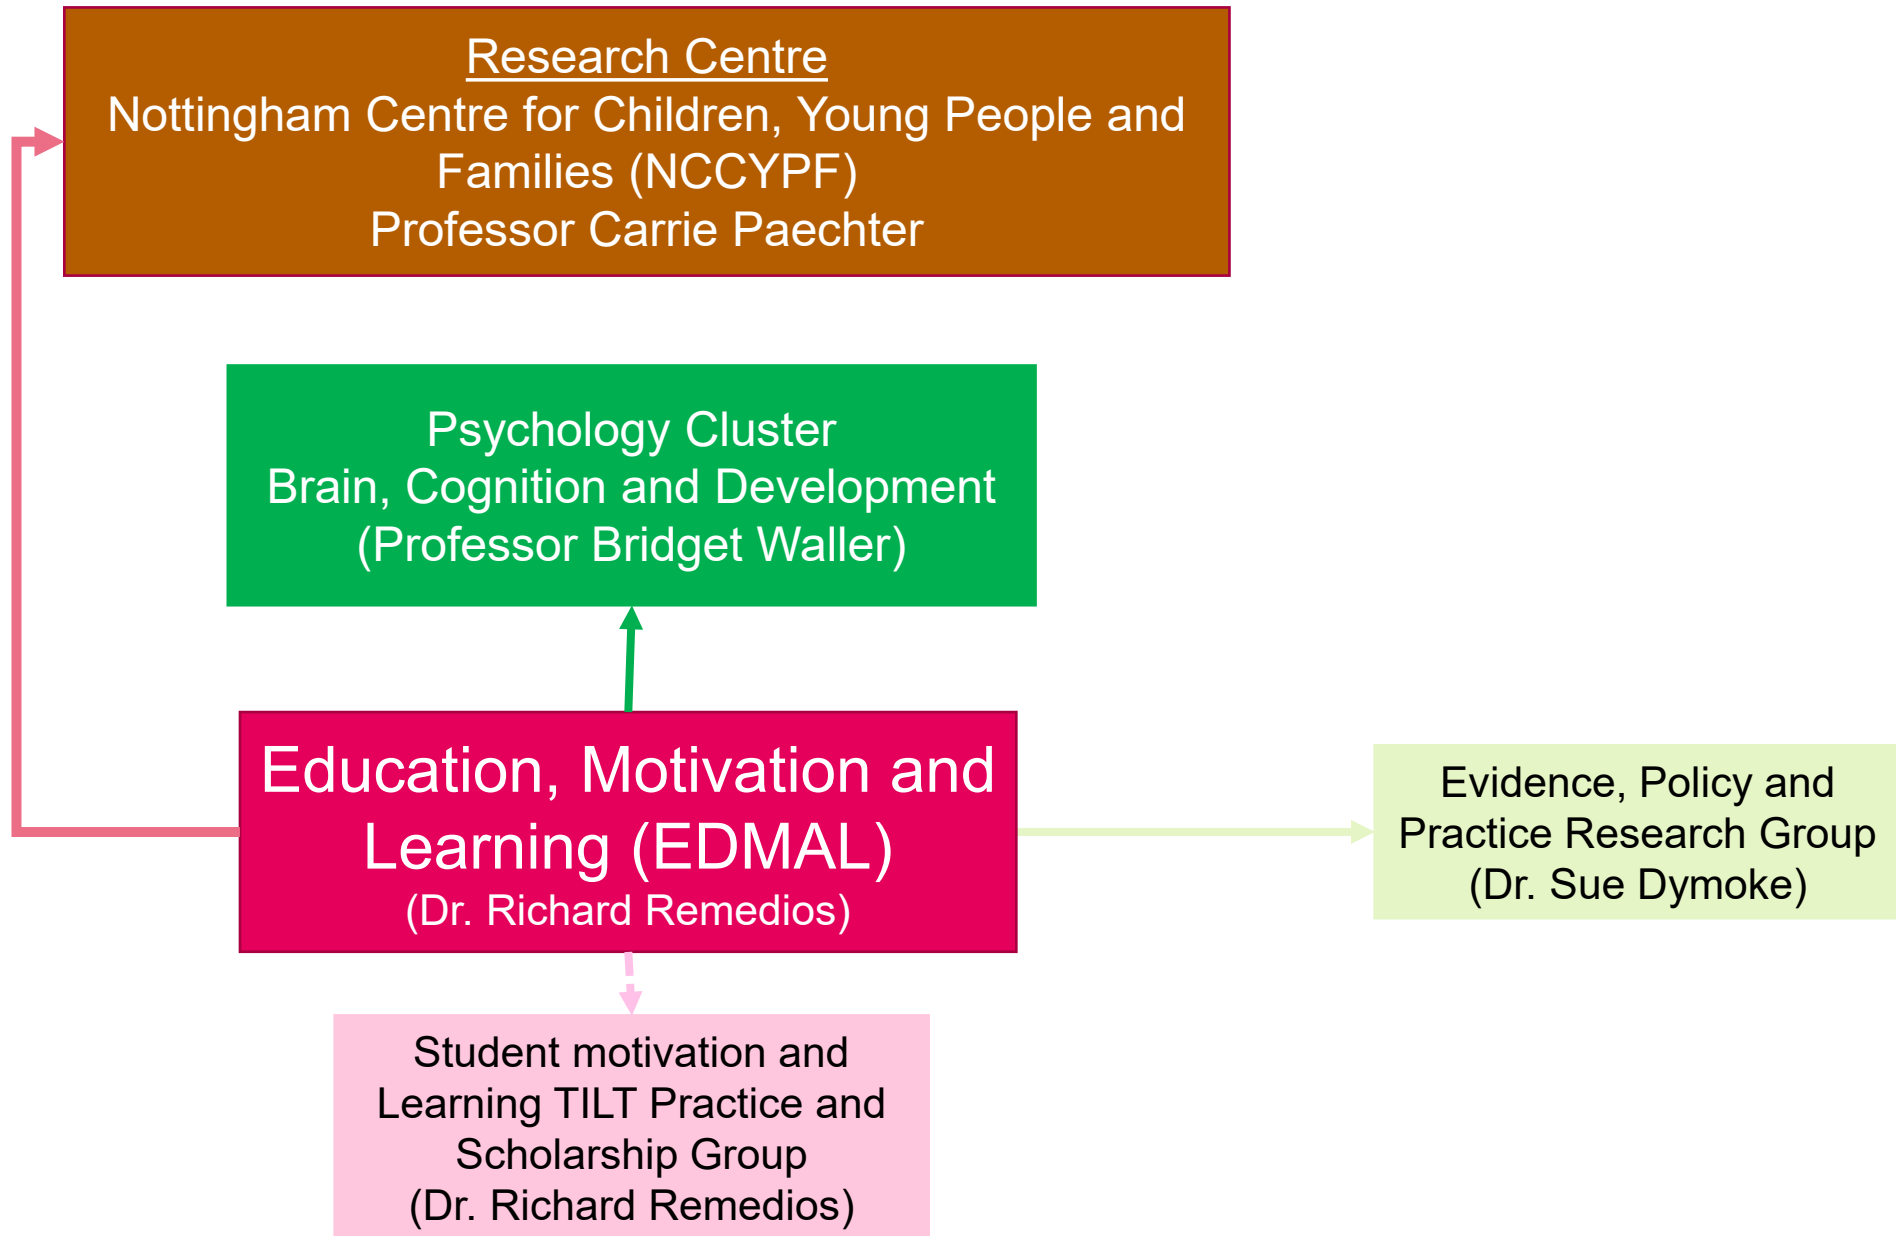 Research Centre
Nottingham Centre for Children, Young People and
Families (NCCYPF)
Professor Carrie Paechter
Psychology Cluster
Brain, Cognition and Development
(Professor Bridget Waller)
Education, Motivation and
Learning (EDMAL)
(Dr. Richard Remedios)
Evidence, Policy and
Practice Research Group
(Dr. Sue Dymoke)
Student motivation and
Learning TILT Practice and
Scholarship Group
(Dr. Richard Remedios)